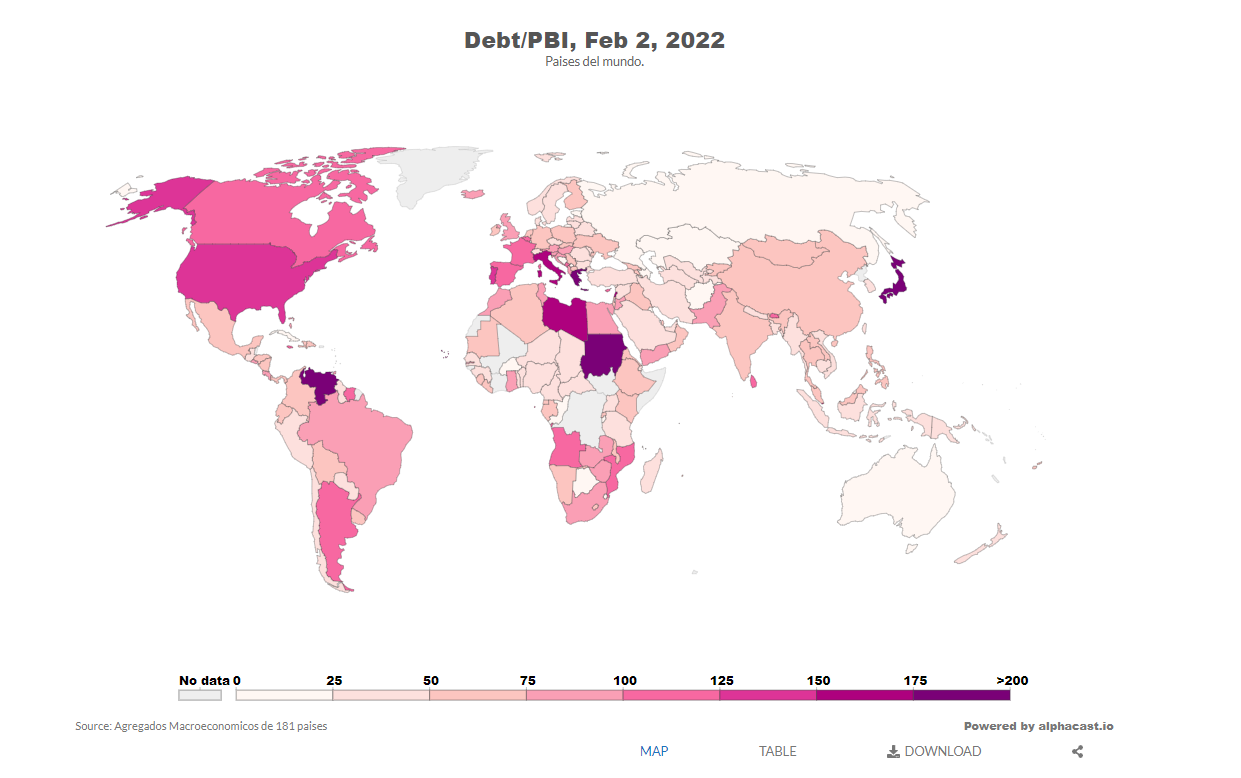 Debt/PBI, Feb 2, 2022
Paises del mundo.
No data 0 25 50 75 100 125 150 175 >200
Source: Agregados Macroeconomicos de 181 paises
Powered by alphacast.io
MAP TABLE DOWNLOAD